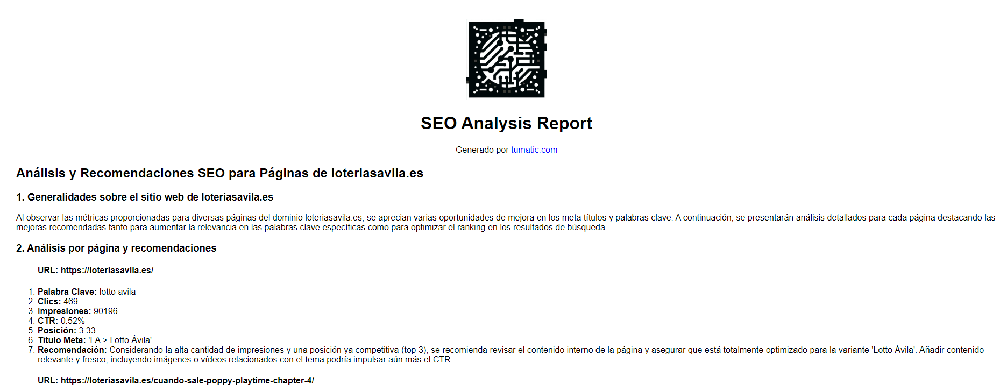 SEO Analysis Report
Generado por tumatic.com
Análisis y Recomendaciones SEO para Páginas de loteriasavila.es
1. Generalidades sobre el sitio web de loteriasavila.es
Al observar las métricas proporcionadas para diversas páginas del dominio loteriasavila.es, se aprecian varias oportunidades de mejora en los meta títulos y palabras clave. A continuación, se presentarán análisis detallados para cada página destacando las
mejoras recomendadas tanto para aumentar la relevancia en las palabras clave específicas como para optimizar el ranking en los resultados de búsqueda.
2. Análisis por página y recomendaciones
URL: https://loteriasavila.es/
1. Palabra Clave: lotto avila
2. Clics: 469
3. Impresiones: 90196
4. CTR: 0.52%
5. Posición: 3.33
6. Título Meta: 'LA > Lotto Ávila'
7. Recomendación: Considerando la alta cantidad de impresiones y una posición ya competitiva (top 3), se recomienda revisar el contenido interno de la página y asegurar que está totalmente optimizado para la variante 'Lotto Ávila'. Añadir contenido
relevante y fresco, incluyendo imágenes o vídeos relacionados con el tema podría impulsar aún más el CTR.
URL: https://loteriasavila.es/cuando-sale-poppy-playtime-chapter-4/